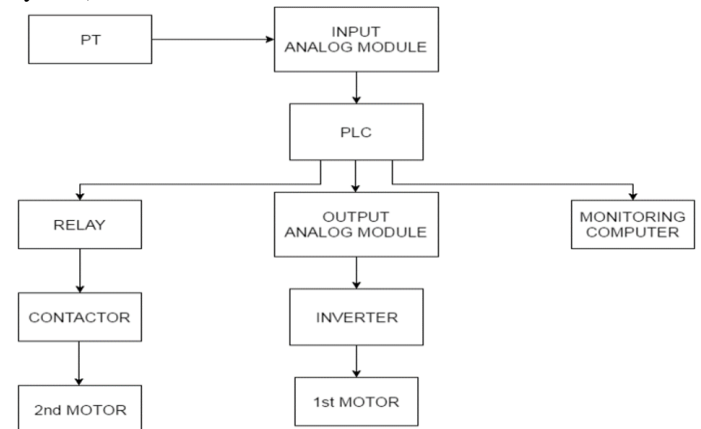 PT
INPUT
ANALOG MODULE
PLC
RELAY
OUTPUT
ANALOG MODULE
MONITORING
COMPUTER
CONTACTOR
INVERTER
2nd MOTOR
1st MOTOR